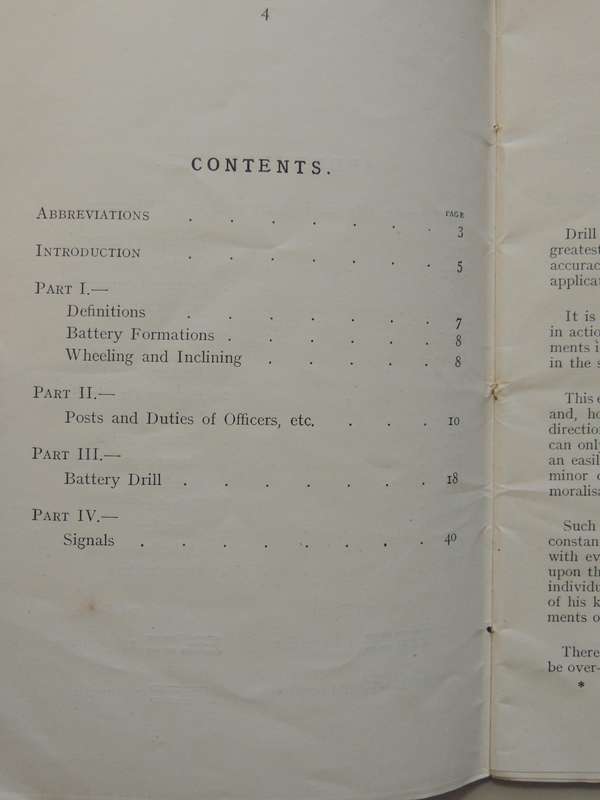 4
CONTENTS.
PAGE
ABBREVIATIONS . . . . . . . 3
INTRODUCTION . . . . . . . 5
PART I.—
Definitions . . . . . . . 7
Battery Formations . . . . . . 8
Wheeling and Inclining . . . . . 8
PART II.—
Posts and Duties of Officers, etc. . . . 10
PART III.—
Battery Drill . . . . . . . 18
PART IV.—
Signals . . . . . . . . 40
Drill
greatest
accurac
applicat
It is
in actio
ments i
in the s
This e
and, ho
direction
can only
an easil
minor o
moralisa
Such
constan
with ev
upon th
individu
of his k
ments o
There
be over-
*